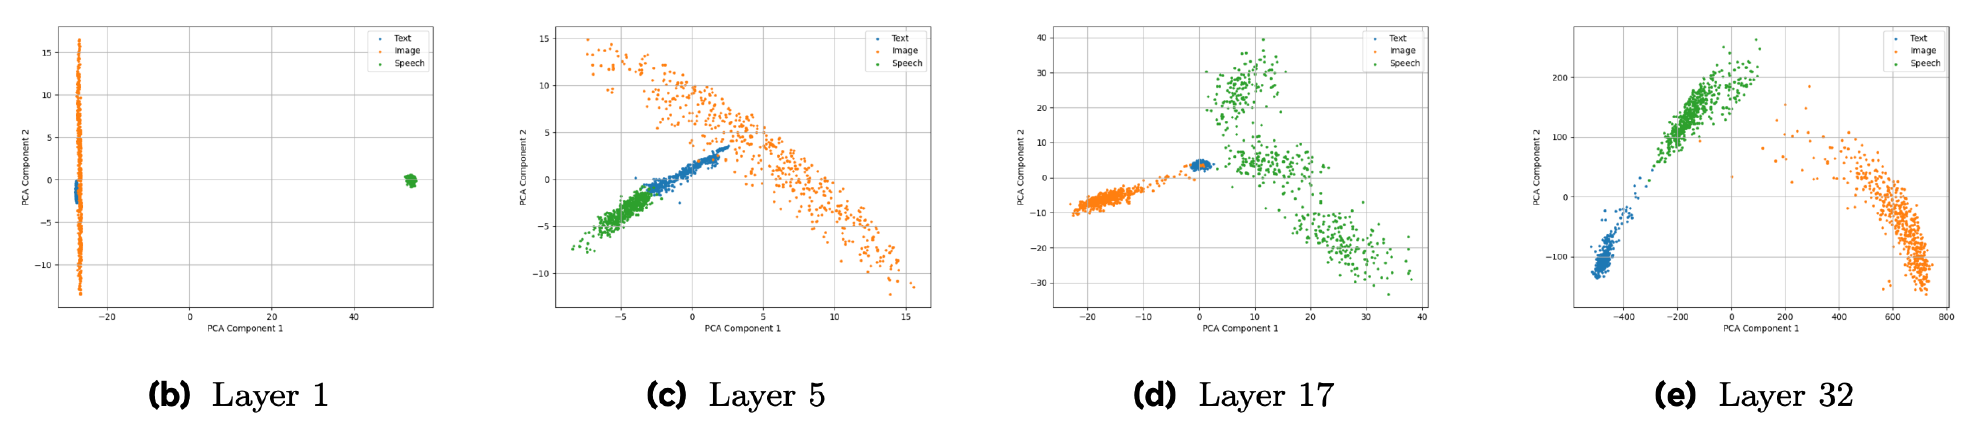 15
10
5
0
−5
−10
−20
0
20
40
PCA Component 1
PCA Component 2
Text
Image
Speech
(b) Layer 1
15
10
5
0
−5
−10
−5
0
5
10
15
PCA Component 1
PCA Component 2
Text
Image
Speech
(c) Layer 5
40
30
20
10
0
−10
−20
−30
−20
−10
0
10
20
30
40
PCA Component 1
PCA Component 2
Text
Image
Speech
(d) Layer 17
200
100
0
−100
−400
−200
0
200
400
600
800
PCA Component 1
PCA Component 2
Text
Image
Speech
(e) Layer 32